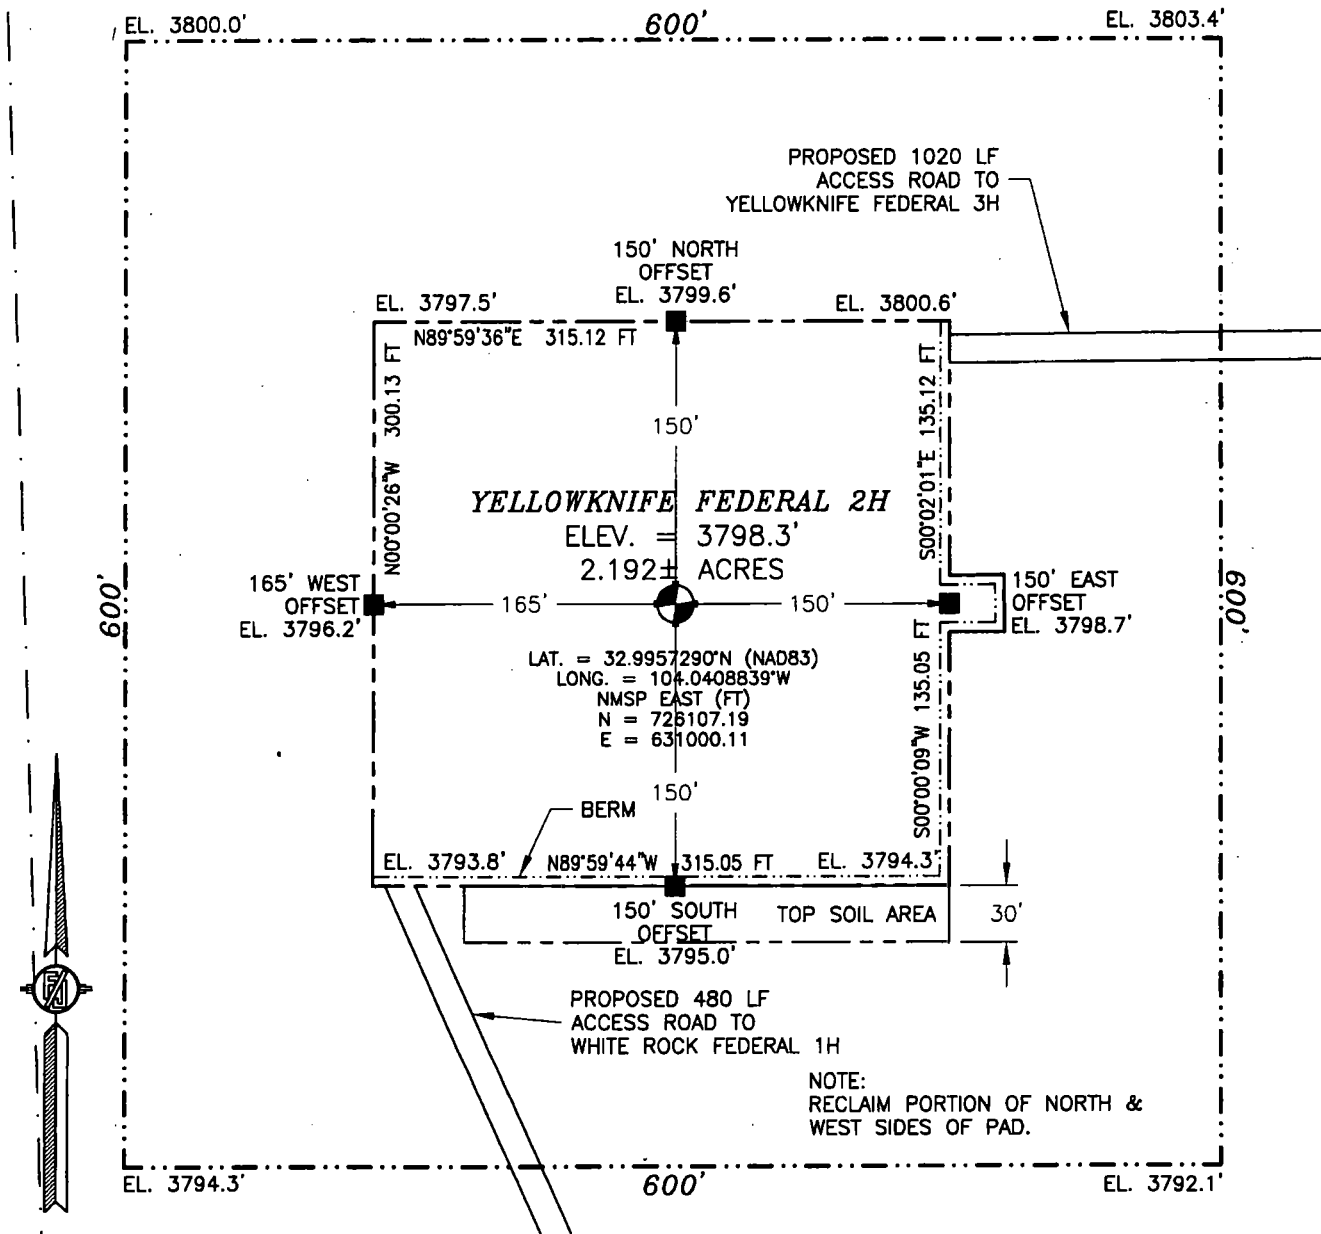 EL. 3800.0'
600'
EL. 3803.4'
PROPOSED 1020 LF
ACCESS ROAD TO
YELLOWKNIFE FEDERAL 3H
150' NORTH
OFFSET
EL. 3799.6'
EL. 3797.5'
EL. 3800.6'
N89°59'36"E 315.12 FT
N00°00'26"W 300.13 FT
S00°02'01"E 135.12 FT
150'
YELLOWKNIFE FEDERAL 2H
ELEV. = 3798.3'
2.192± ACRES
600'
165' WEST
OFFSET
EL. 3796.2'
165'
150'
150' EAST
OFFSET
EL. 3798.7'
600'
LAT. = 32.9957290°N (NAD83)
LONG. = 104.0408839°W
NMSP EAST (FT)
N = 726107.19
E = 631000.11
S00°00'09"W 135.05 FT
150'
BERM
EL. 3793.8'
N89°59'44"W 315.05 FT
EL. 3794.3'
150' SOUTH
OFFSET
EL. 3795.0'
TOP SOIL AREA
30'
PROPOSED 480 LF
ACCESS ROAD TO
WHITE ROCK FEDERAL 1H
NOTE:
RECLAIM PORTION OF NORTH &
WEST SIDES OF PAD.
EL. 3794.3'
600'
EL. 3792.1'